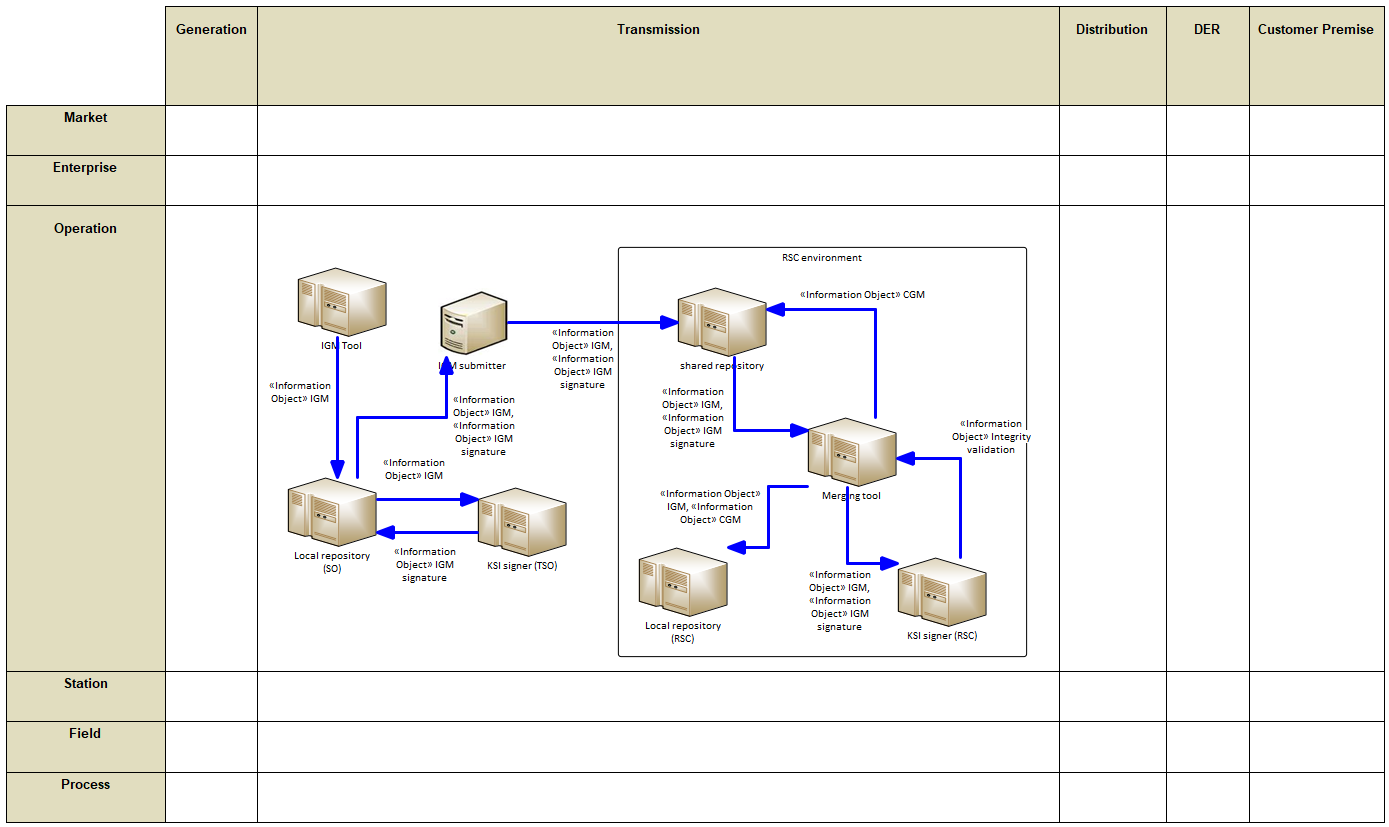 Generation
Transmission
Distribution
DER
Customer Premise
Market
Enterprise
Operation
RSC environment
IGM Tool
«Information
Object» IGM
IGM submitter
«Information
Object» IGM,
«Information
Object» IGM
signature
«Information
Object» IGM,
«Information
Object» IGM
signature
«Information
Object» IGM
Local repository
(SO)
«Information
Object» IGM
signature
KSI signer (TSO)
«Information Object» CGM
shared repository
«Information
Object» IGM,
«Information
Object» IGM
signature
«Information
Object» Integrity
validation
Merging tool
«Information Object»
IGM, «Information
Object» CGM
Local repository
(RSC)
«Information
Object» IGM,
«Information
Object» IGM
signature
KSI signer (RSC)
Station
Field
Process